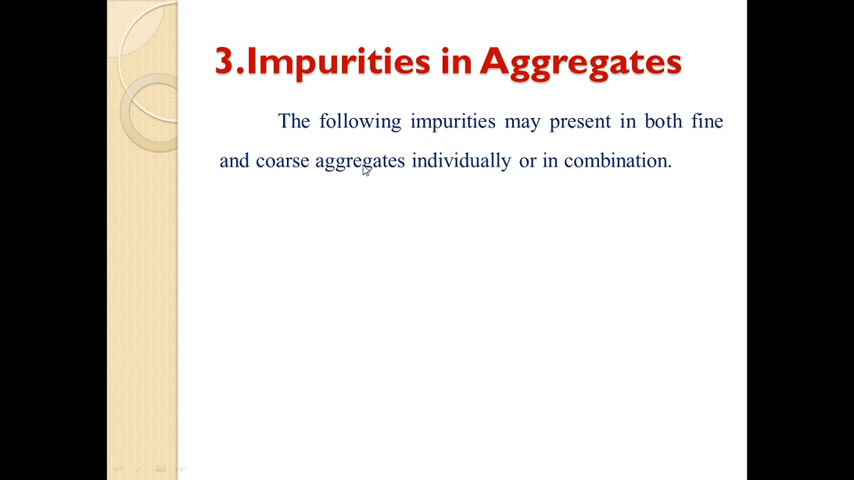 3.Impurities in Aggregates
The following impurities may present in both fine
and coarse aggregates individually or in combination.